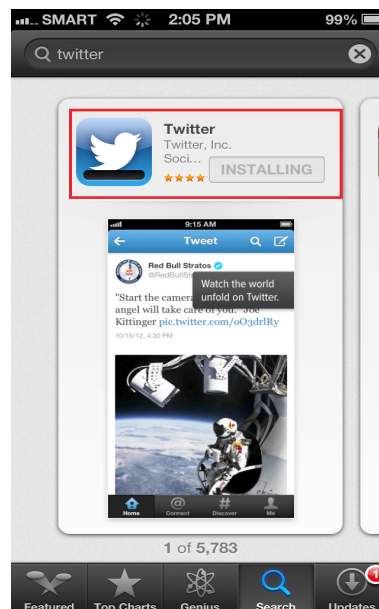 SMART 2:05 PM 99%
twitter
Twitter
Twitter, Inc.
Soci...
INSTALLING
9:15 AM
Tweet
Red Bull Stratos
@RedBullSt
Watch the world
unfold on Twitter.
"Start the camera
angel will take care of you." Joe
Kittinger pic.twitter.com/oO3drlRy
10/15/12, 4:30 PM
Home Connect Discover Me
1 of 5,783
1
Featured Top Charts Genius Search Updates